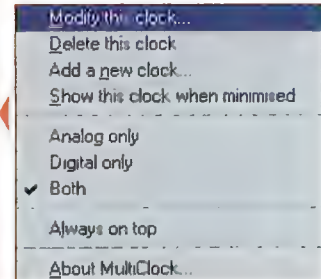 Modify this clock...
Delete this clock
Add a new clock...
Show this clock when minimised
Analog only
Digital only
Both
Always on top
About MultiClock...